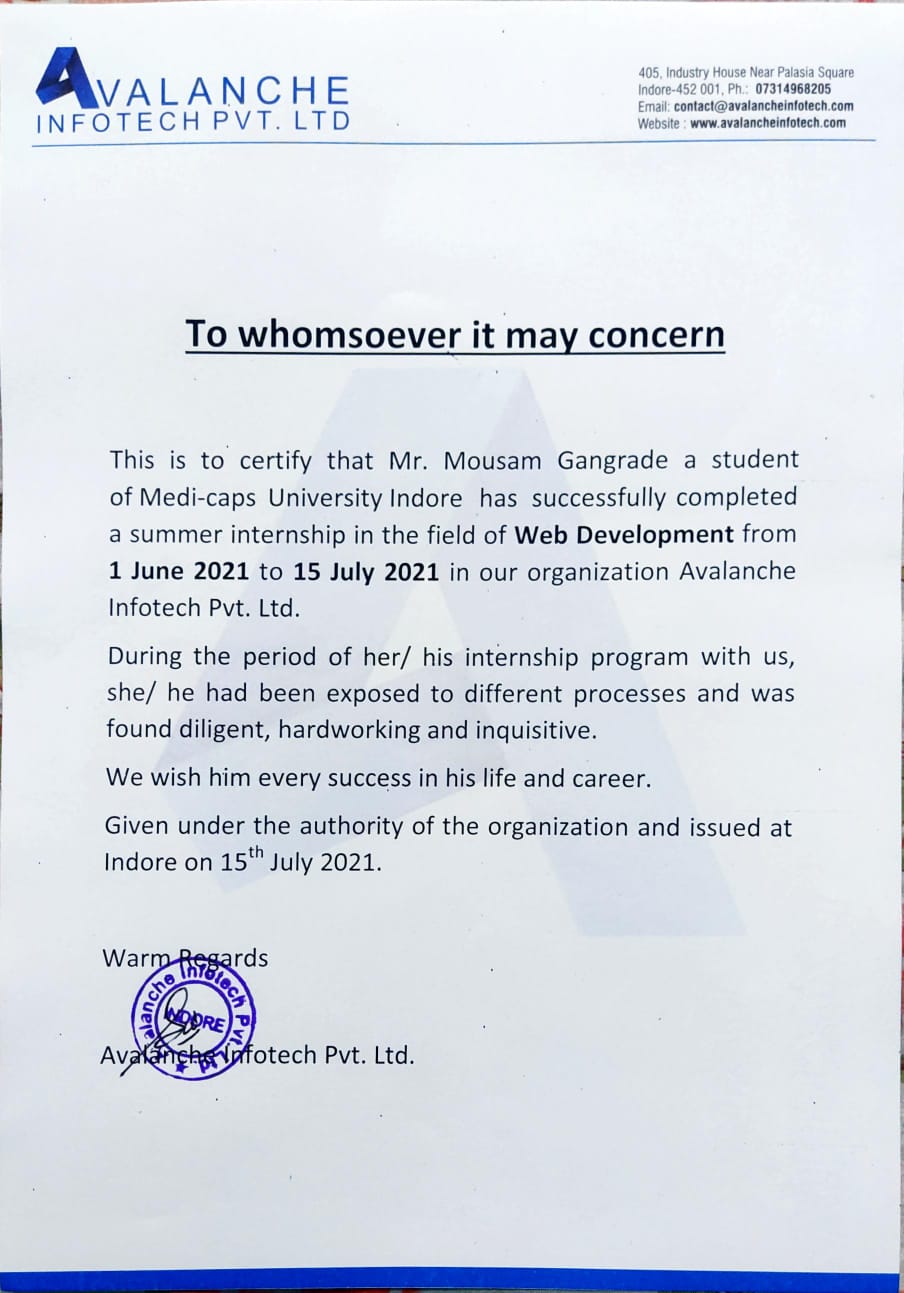 AVALANCHE
INFOTECH PVT. LTD
405, Industry House Near Palasia Square
Indore-452 001, Ph.: 07314968205
Email: contact@avalancheinfotech.com
Website : www.avalancheinfotech.com
To whomsoever it may concern
This is to certify that Mr. Mousam Gangrade a student
of Medi-caps University Indore has successfully completed
a summer internship in the field of Web Development from
1 June 2021 to 15 July 2021 in our organization Avalanche
Infotech Pvt. Ltd.
During the period of her/ his internship program with us,
she/ he had been exposed to different processes and was
found diligent, hardworking and inquisitive.
We wish him every success in his life and career.
Given under the authority of the organization and issued at
Indore on 15th July 2021.
Warm Regards
Avalanche Infotech Pvt. Ltd
INDORE
Avalanche Infotech Pvt. Ltd.